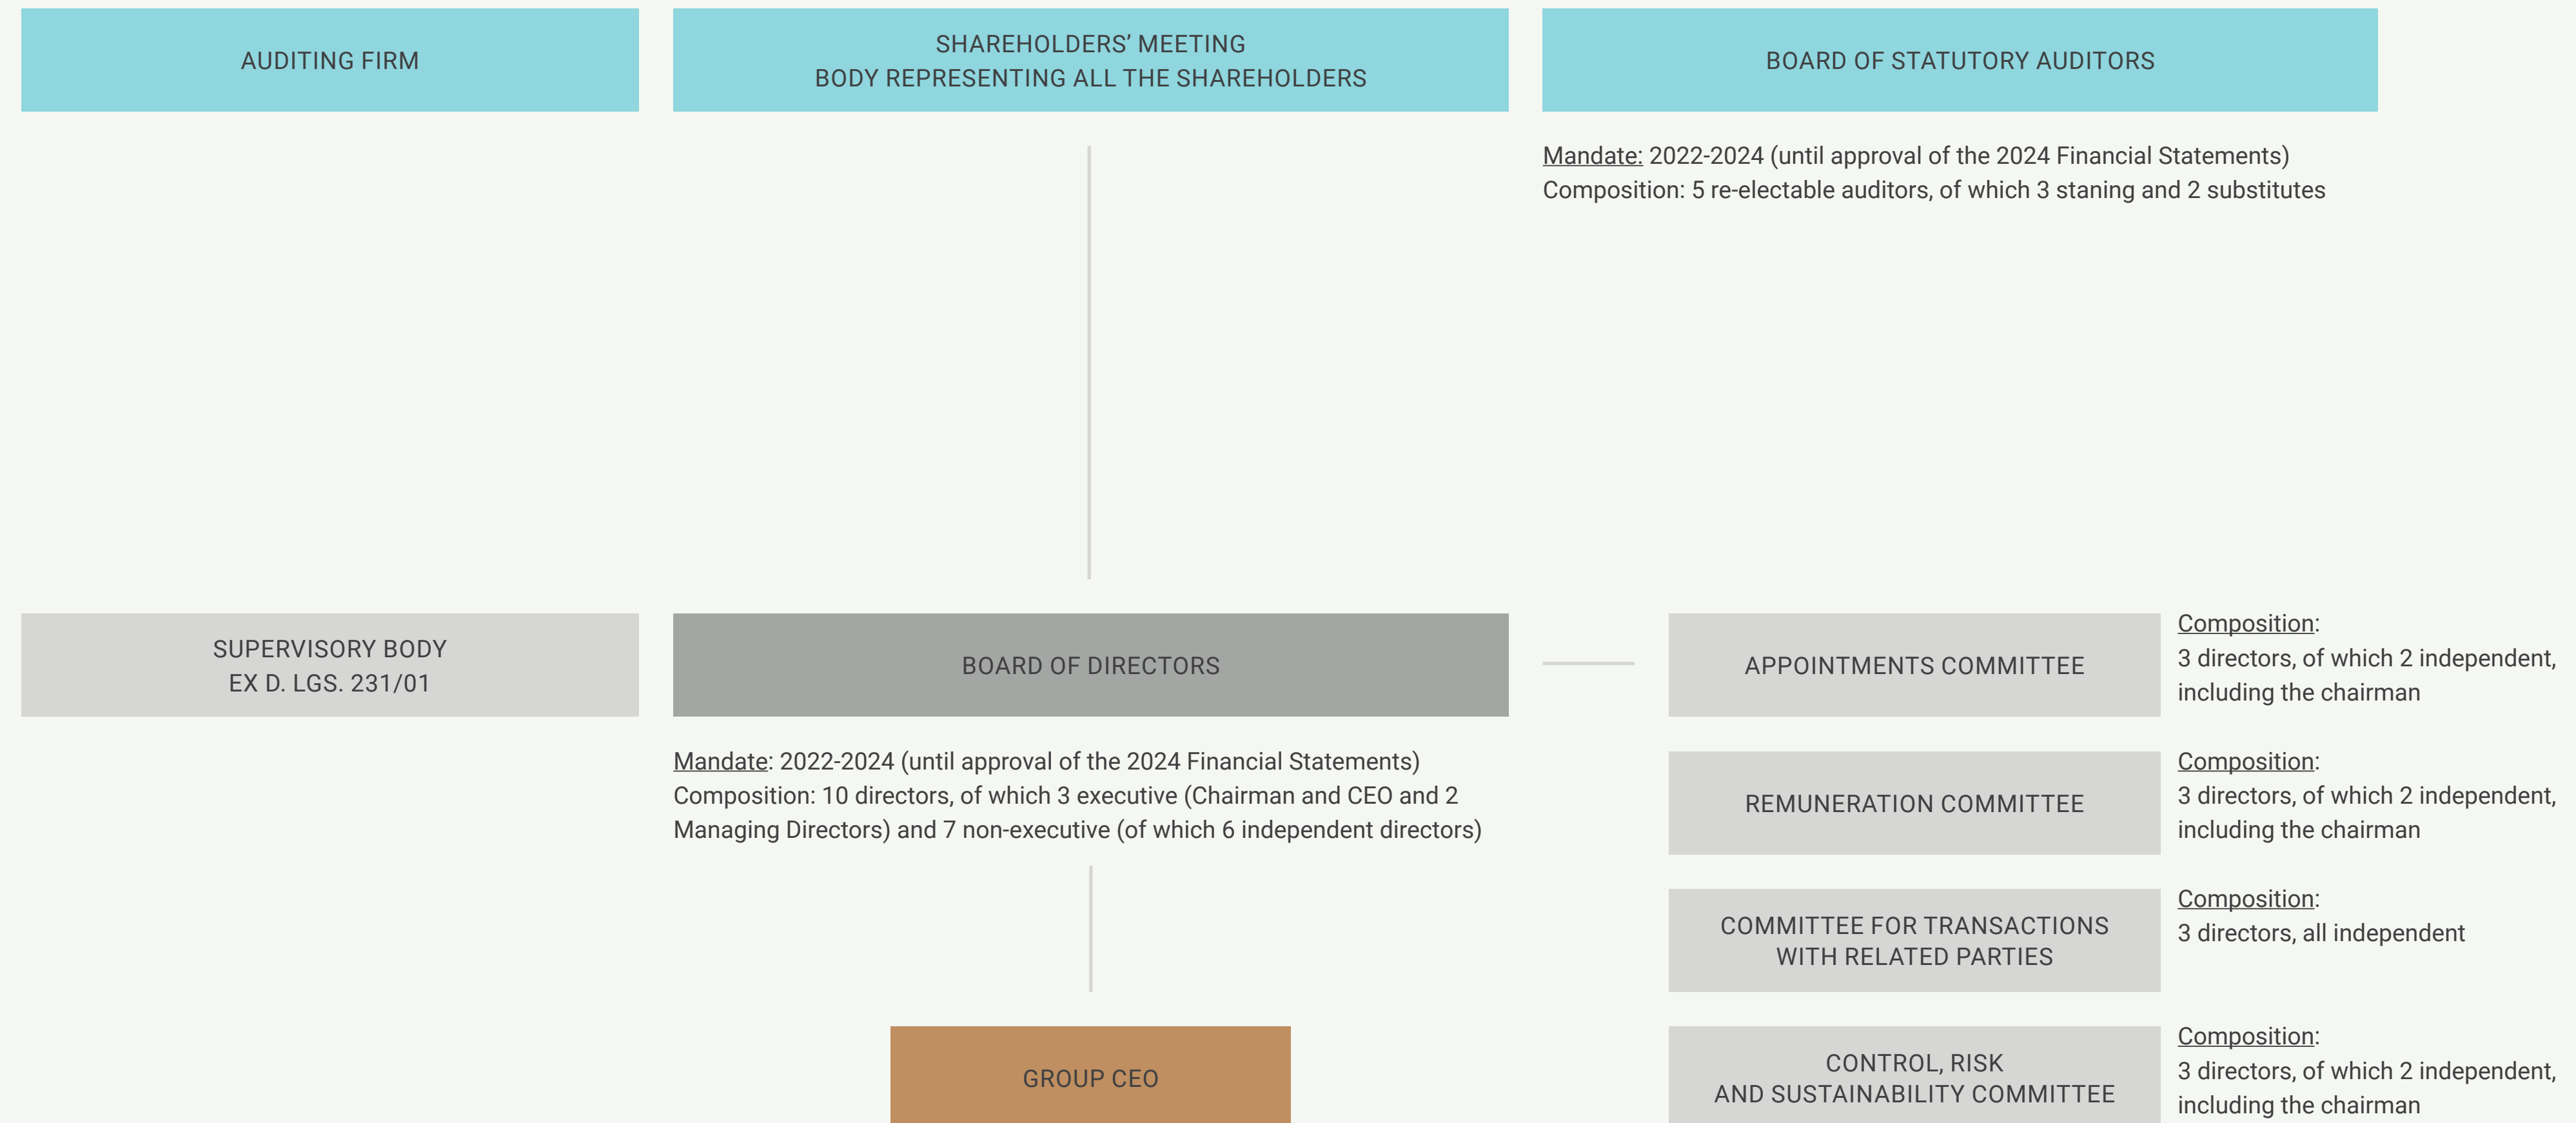 AUDITING FIRM
SHAREHOLDERS’ MEETING
BODY REPRESENTING ALL THE SHAREHOLDERS
BOARD OF STATUTORY AUDITORS
Mandate: 2022-2024 (until approval of the 2024 Financial Statements)
Composition: 5 re-electable auditors, of which 3 staning and 2 substitutes
SUPERVISORY BODY
EX D. LGS. 231/01
BOARD OF DIRECTORS
Mandate: 2022-2024 (until approval of the 2024 Financial Statements)
Composition: 10 directors, of which 3 executive (Chairman and CEO and 2
Managing Directors) and 7 non-executive (of which 6 independent directors)
GROUP CEO
APPOINTMENTS COMMITTEE
Composition:
3 directors, of which 2 independent,
including the chairman
REMUNERATION COMMITTEE
Composition:
3 directors, of which 2 independent,
including the chairman
COMMITTEE FOR TRANSACTIONS
WITH RELATED PARTIES
Composition:
3 directors, all independent
CONTROL, RISK
AND SUSTAINABILITY COMMITTEE
Composition:
3 directors, of which 2 independent,
including the chairman